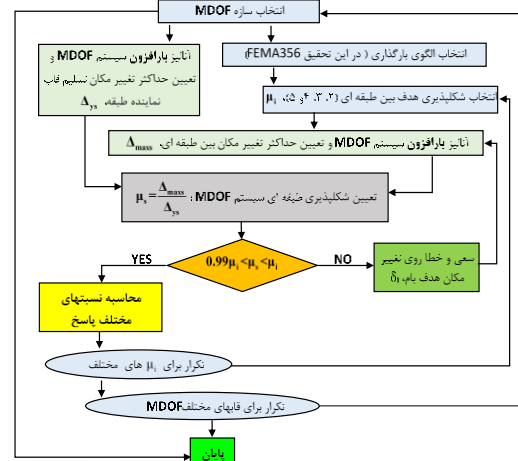 انتخاب سازه MDOF
آنالیز بارافزون سیستم MDOF و
تعیین حداکثر تغییر مکان تسلیم قاب
نماینده طبقه، Δys
انتخاب الگوی بارگذاری ( در این تحقیق FEMA356)
انتخاب شکلپذیری هدف بین طبقه ای (۲، ۳، ۴و ۵)، μi
آنالیز بارافزون سیستم MDOF و تعیین حداکثر تغییر مکان بین طبقه ای، Δmaxs
تعیین شکلپذیری طبقه ای سیستم MDOF : μs = Δmaxs / Δys
0.99μi <μs <μi
YES
NO
سعی و خطا روی تغییر
مکان هدف بام، δt
محاسبه نسبتهای
مختلف پاسخ
تکرار برای μi های مختلف
تکرار برای قابهای مختلف MDOF
پایان